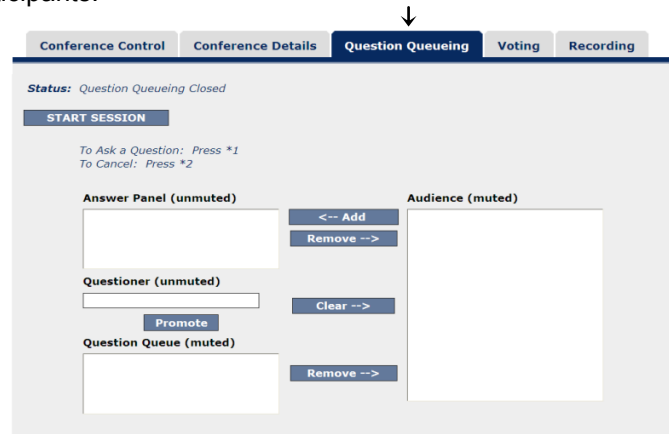 Conference Control Conference Details Question Queueing Voting Recording
Status: Question Queueing Closed
START SESSION
To Ask a Question: Press *1
To Cancel: Press *2
Answer Panel (unmuted) Audience (muted)
<-- Add
Remove -->
Questioner (unmuted)
Clear -->
Promote
Question Queue (muted)
Remove -->